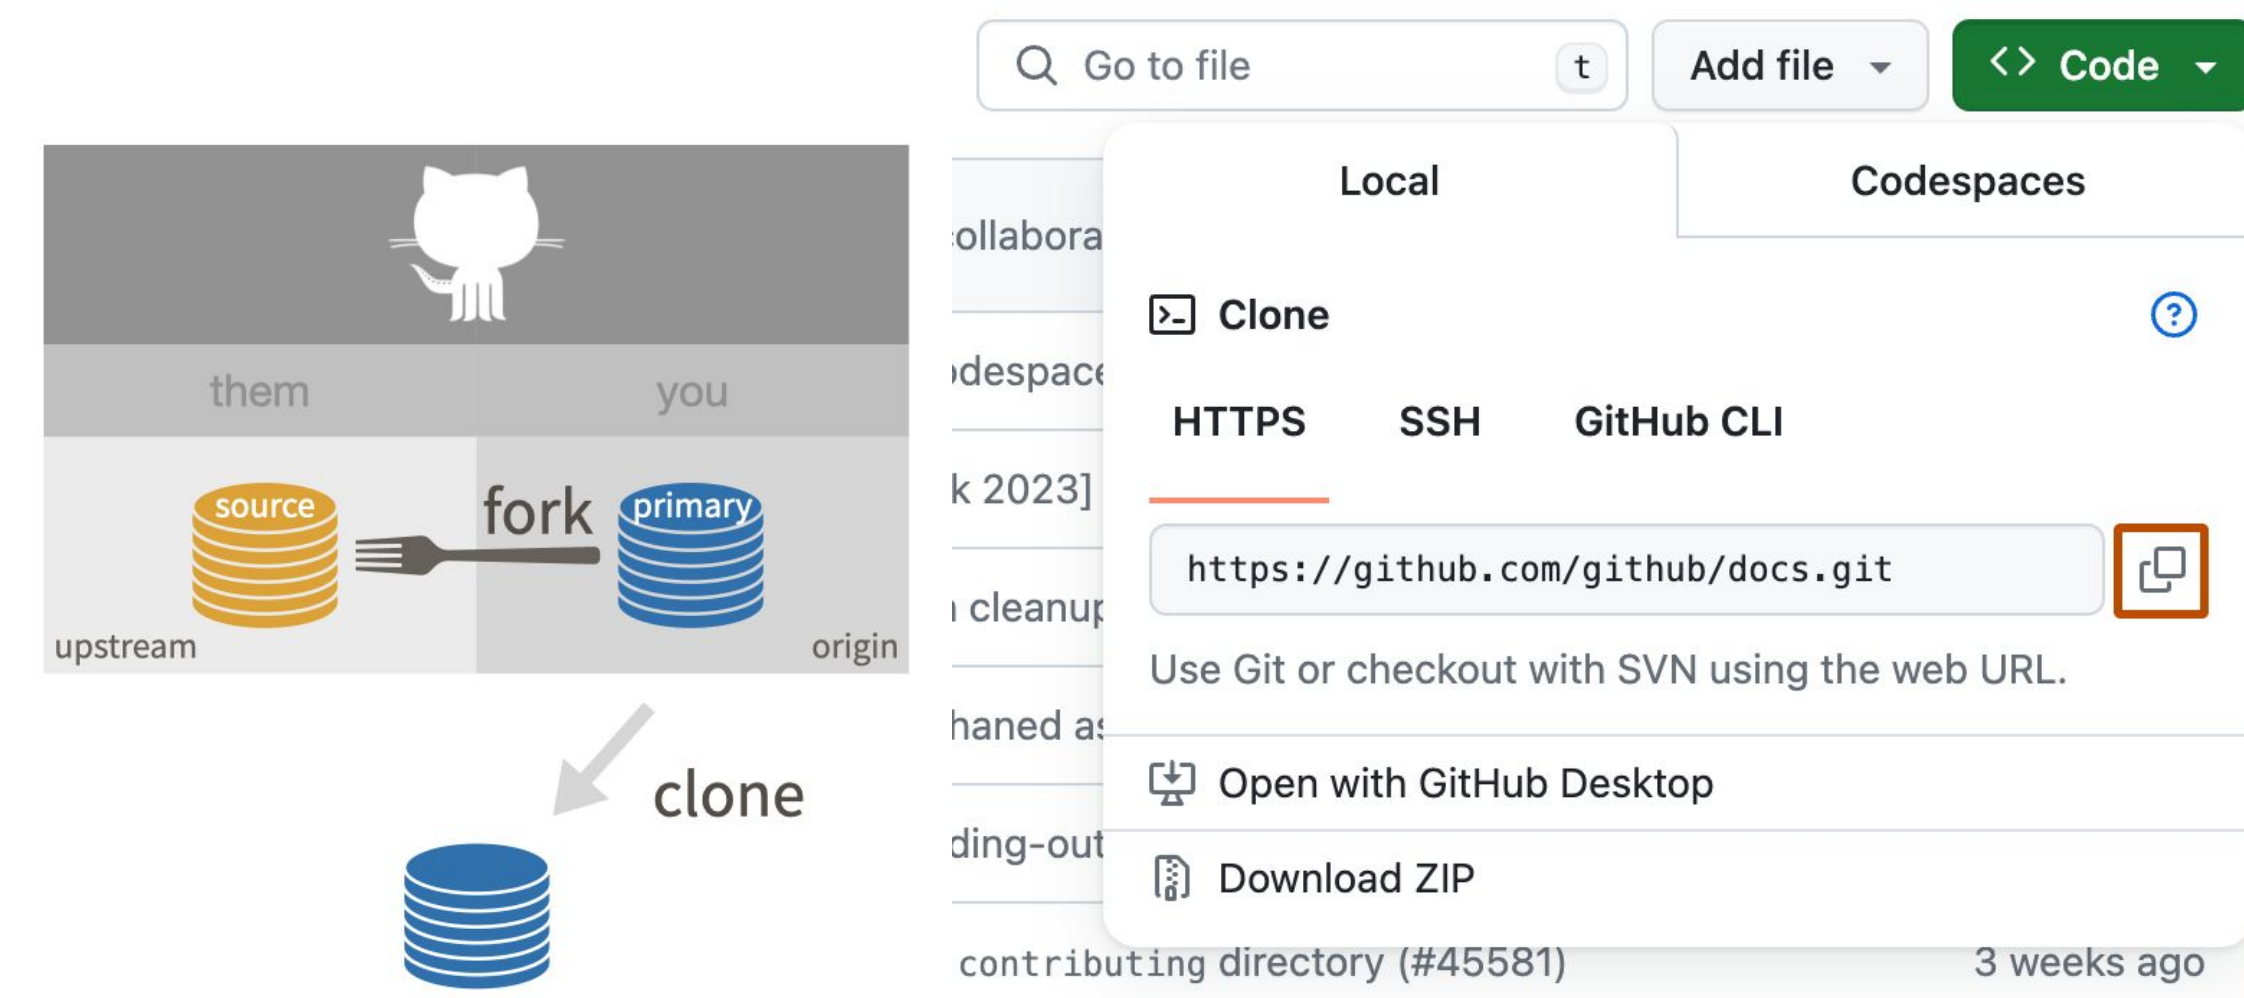 them
you
source
fork
primary
upstream
origin
clone
Go to file
t
Add file
<> Code
Local
Codespaces
ollabora
Clone
?
odespace
HTTPS
SSH
GitHub CLI
k 2023]
https://github.com/github/docs.git
cleanup
Use Git or checkout with SVN using the web URL.
haned as
Open with GitHub Desktop
ding-out
Download ZIP
contributing directory (#45581)
3 weeks ago